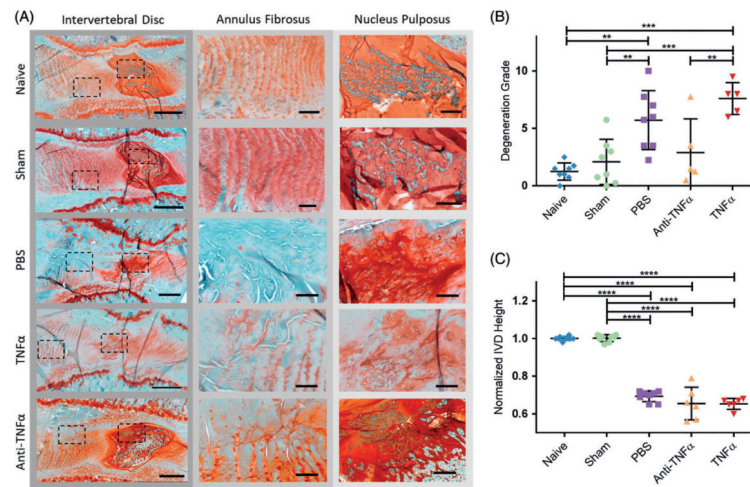 (A)
Intervertebral Disc
Annulus Fibrosus
Nucleus Pulposus
Naïve
Sham
PBS
TNFα
Anti-TNFα
(B)
***
**
***
**
**
Degeneration Grade
10
5
0
Naïve
Sham
PBS
Anti-TNFα
TNFα
(C)
****
****
****
****
****
****
Normalized IVD Height
1.2
1.0
0.8
0.6
Naïve
Sham
PBS
Anti-TNFα
TNFα